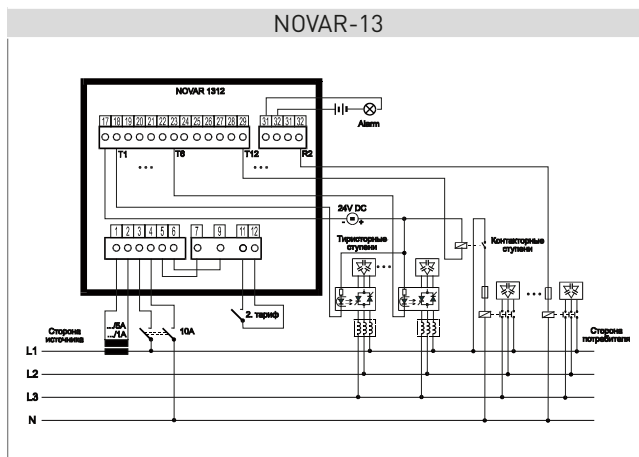 NOVAR-13
NOVAR 1312
17 18 19 20 21 22 23 24 25 26 27 28 29
31 32 31 32
Alarm
T1
T6
T12
R2
24V DC
- +
Тиристорные
ступени
Контакторные
ступени
1 2 3 4 5 6
7 9 11 12
2. тариф
.../5A
.../1A
10A
Сторона
источника
Сторона
потребителя
L1
L2
L3
N